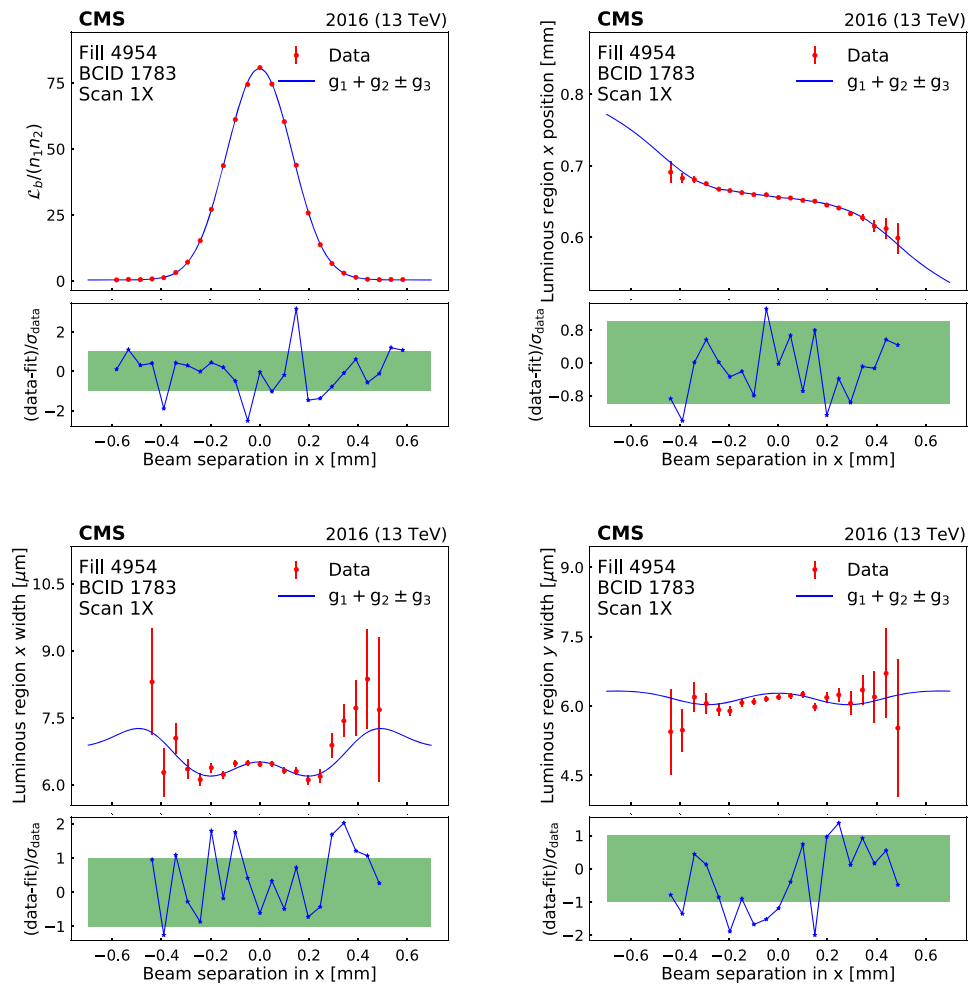 CMS 2016 (13 TeV)
Fill 4954
BCID 1783
Scan 1X
Data
g₁ + g₂ ± g₃
ℒ_b/(n₁n₂)
75
50
25
0
(data-fit)/σ_data
2
0
−2
−0.6 −0.4 −0.2 0.0 0.2 0.4 0.6
Beam separation in x [mm]
CMS 2016 (13 TeV)
Fill 4954
BCID 1783
Scan 1X
Data
g₁ + g₂ ± g₃
Luminous region x position [mm]
0.8
0.7
0.6
(data-fit)/σ_data
0.8
0.0
−0.8
−0.6 −0.4 −0.2 0.0 0.2 0.4 0.6
Beam separation in x [mm]
CMS 2016 (13 TeV)
Fill 4954
BCID 1783
Scan 1X
Data
g₁ + g₂ ± g₃
Luminous region x width [μm]
10.5
9.0
7.5
6.0
(data-fit)/σ_data
2
1
0
−1
−0.6 −0.4 −0.2 0.0 0.2 0.4 0.6
Beam separation in x [mm]
CMS 2016 (13 TeV)
Fill 4954
BCID 1783
Scan 1X
Data
g₁ + g₂ ± g₃
Luminous region y width [μm]
9.0
7.5
6.0
4.5
(data-fit)/σ_data
1
0
−1
−2
−0.6 −0.4 −0.2 0.0 0.2 0.4 0.6
Beam separation in x [mm]